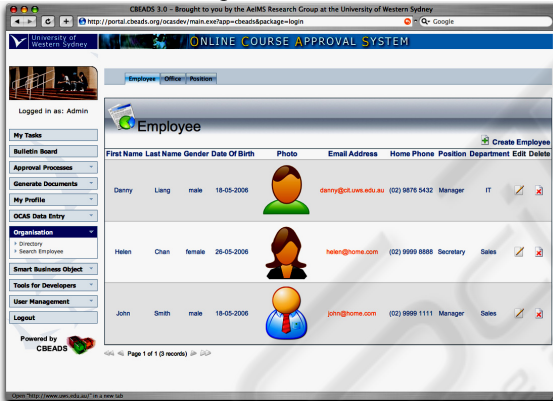 CBEADS 3.0 - Brought to you by the AeIMS Research Group at the University of Western Sydney
http://portal.cbeads.org/ocasdev/main.exe?app=cbeads&package=login
Google
University of Western Sydney
ONLINE COURSE APPROVAL SYSTEM
Logged in as: Admin
My Tasks
Bulletin Board
Approval Processes
Generate Documents
My Profile
OCAS Data Entry
Organisation
Directory
Search Employee
Smart Business Object
Tools for Developers
User Management
Logout
Powered by
CBEADS
Employee Office Position
Employee
Create Employee
First Name Last Name Gender Date Of Birth Photo Email Address Home Phone Position Department Edit Delete
Danny Liang male 18-05-2006 danny@cit.uws.edu.au (02) 9876 5432 Manager IT
Helen Chan female 26-05-2006 helen@home.com (02) 9999 8888 Secretary Sales
John Smith male 18-05-2006 john@home.com (02) 9999 1111 Manager Sales
Page 1 of 1 (3 records)
Open "http://www.uws.edu.au/" in a new tab